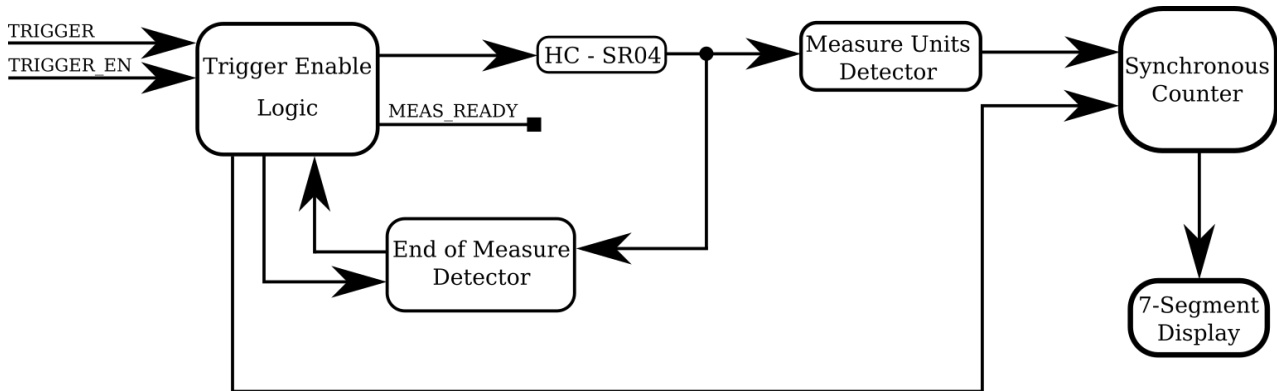 TRIGGER
TRIGGER_EN
Trigger Enable
Logic
MEAS_READY
HC - SR04
Measure Units
Detector
Synchronous
Counter
End of Measure
Detector
7-Segment
Display